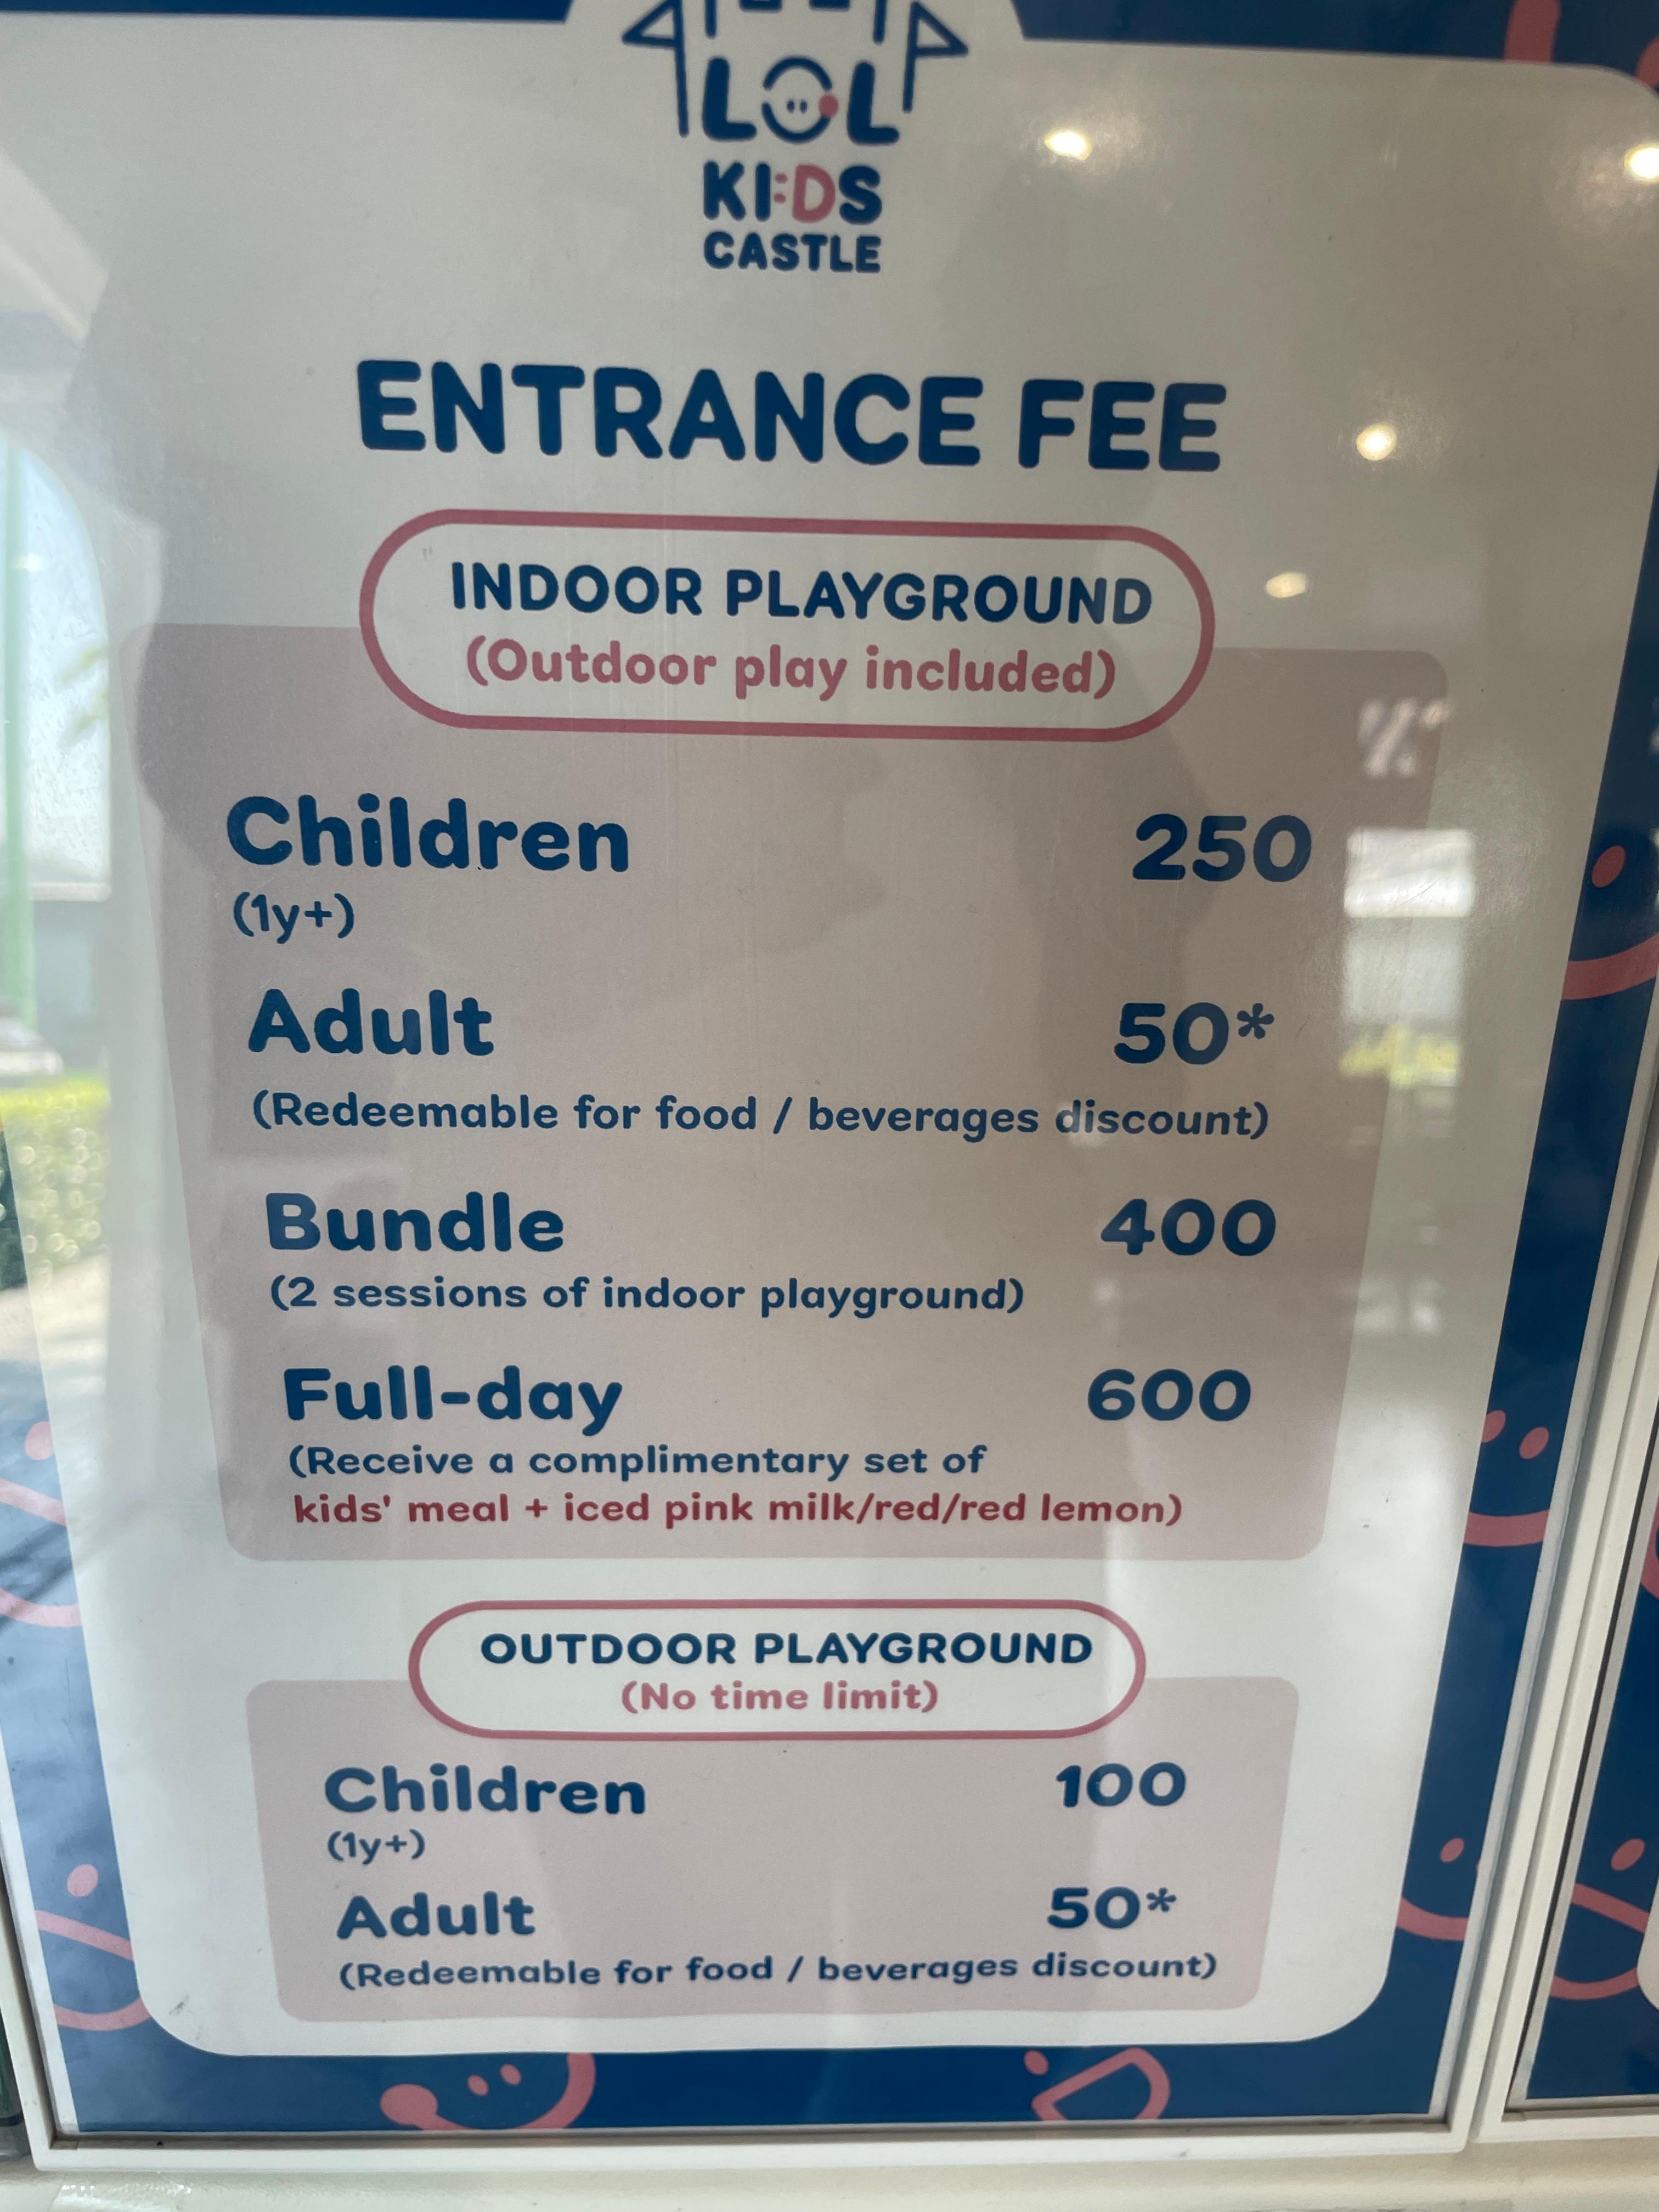 LOL
KI:DS
CASTLE
ENTRANCE FEE
INDOOR PLAYGROUND
(Outdoor play included)
Children 250
(1y+)
Adult 50*
(Redeemable for food / beverages discount)
Bundle 400
(2 sessions of indoor playground)
Full-day 600
(Receive a complimentary set of
kids' meal + iced pink milk/red/red lemon)
OUTDOOR PLAYGROUND
(No time limit)
Children 100
(1y+)
Adult 50*
(Redeemable for food / beverages discount)